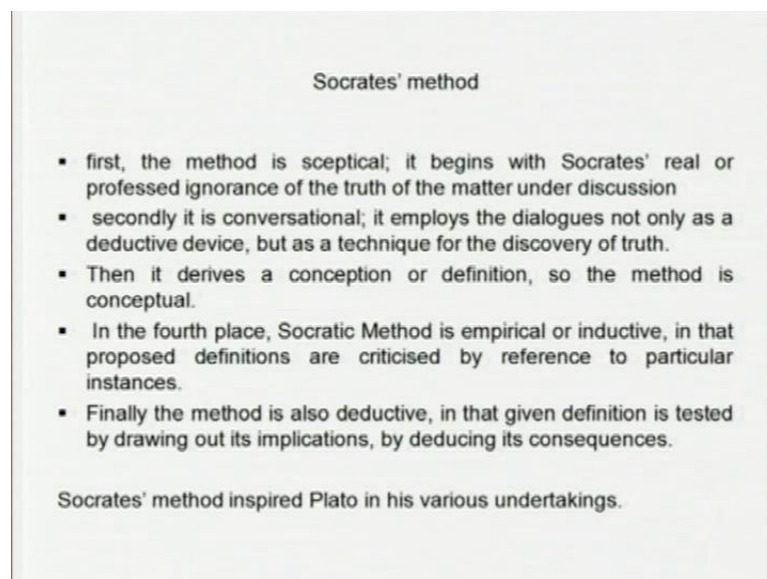 Socrates' method
▪ first, the method is sceptical; it begins with Socrates' real or
professed ignorance of the truth of the matter under discussion
▪ secondly it is conversational; it employs the dialogues not only as a
deductive device, but as a technique for the discovery of truth.
▪ Then it derives a conception or definition, so the method is
conceptual.
▪ In the fourth place, Socratic Method is empirical or inductive, in that
proposed definitions are criticised by reference to particular
instances.
▪ Finally the method is also deductive, in that given definition is tested
by drawing out its implications, by deducing its consequences.
Socrates' method inspired Plato in his various undertakings.